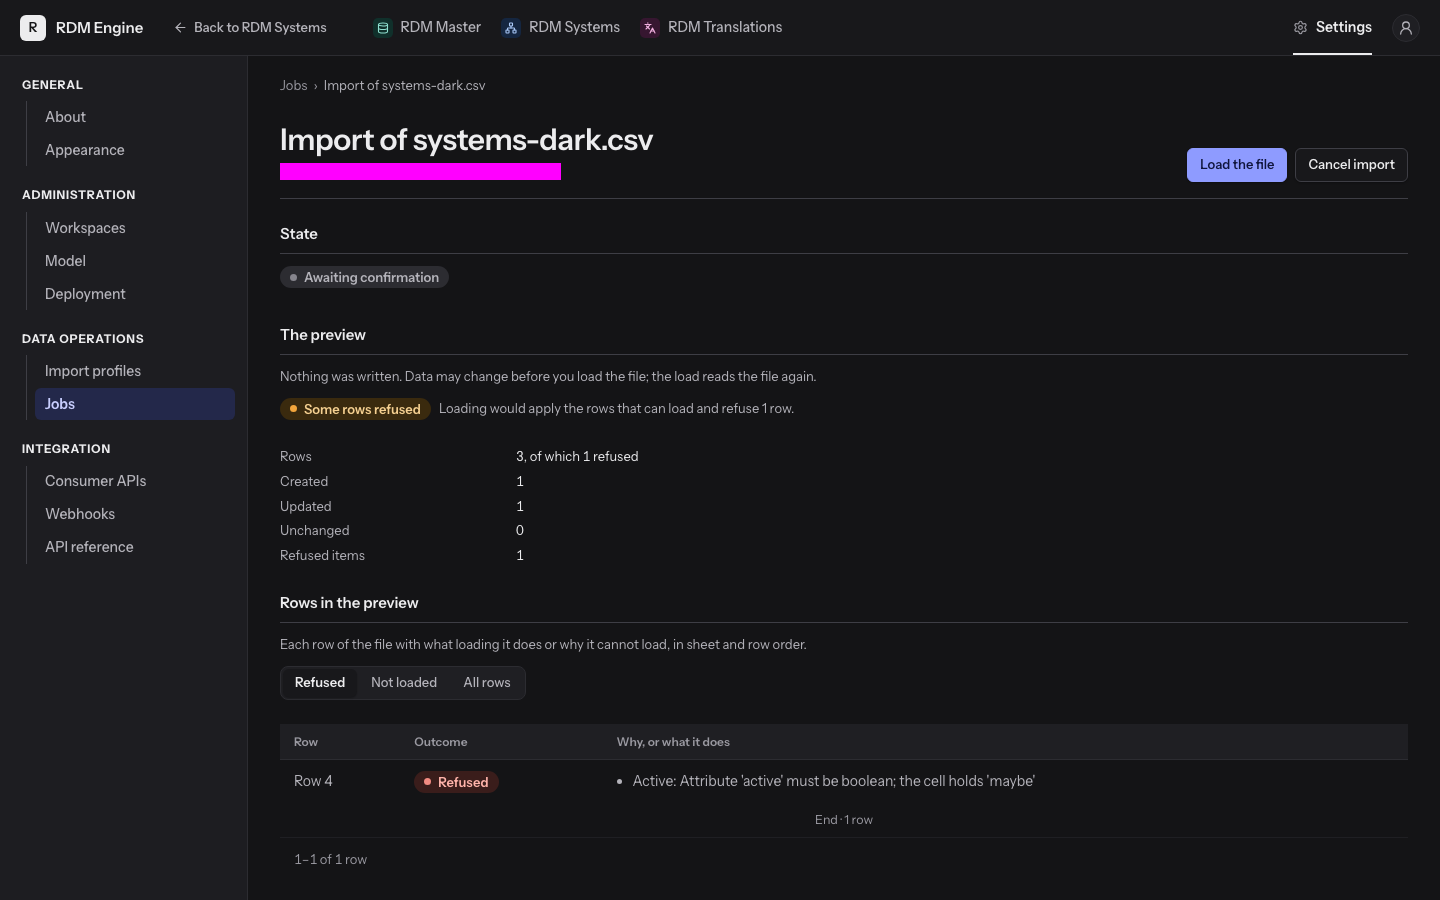 R RDM Engine
← Back to RDM Systems
RDM Master
RDM Systems
RDM Translations
Settings
GENERAL
About
Appearance
ADMINISTRATION
Workspaces
Model
Deployment
DATA OPERATIONS
Import profiles
Jobs
INTEGRATION
Consumer APIs
Webhooks
API reference
Jobs › Import of systems-dark.csv
Import of systems-dark.csv
Load the file
Cancel import
State
Awaiting confirmation
The preview
Nothing was written. Data may change before you load the file; the load reads the file again.
Some rows refused Loading would apply the rows that can load and refuse 1 row.
Rows 3, of which 1 refused
Created 1
Updated 1
Unchanged 0
Refused items 1
Rows in the preview
Each row of the file with what loading it does or why it cannot load, in sheet and row order.
Refused Not loaded All rows
Row Outcome Why, or what it does
Row 4 Refused • Active: Attribute 'active' must be boolean; the cell holds 'maybe'
End · 1 row
1–1 of 1 row